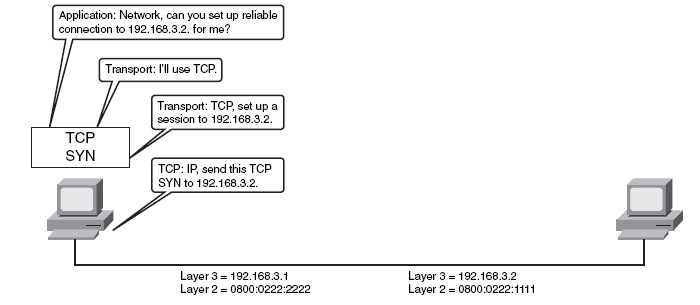 Application: Network, can you set up reliable
connection to 192.168.3.2. for me?
Transport: I'll use TCP.
Transport: TCP, set up a
session to 192.168.3.2.
TCP
SYN
TCP: IP, send this TCP
SYN to 192.168.3.2.
Layer 3 = 192.168.3.1
Layer 2 = 0800:0222:2222
Layer 3 = 192.168.3.2
Layer 2 = 0800:0222:1111